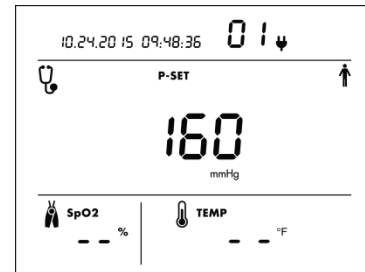 10.24.2015 09:48:36 01
P-SET
160
mmHg
SpO2 TEMP
-- % -- °F